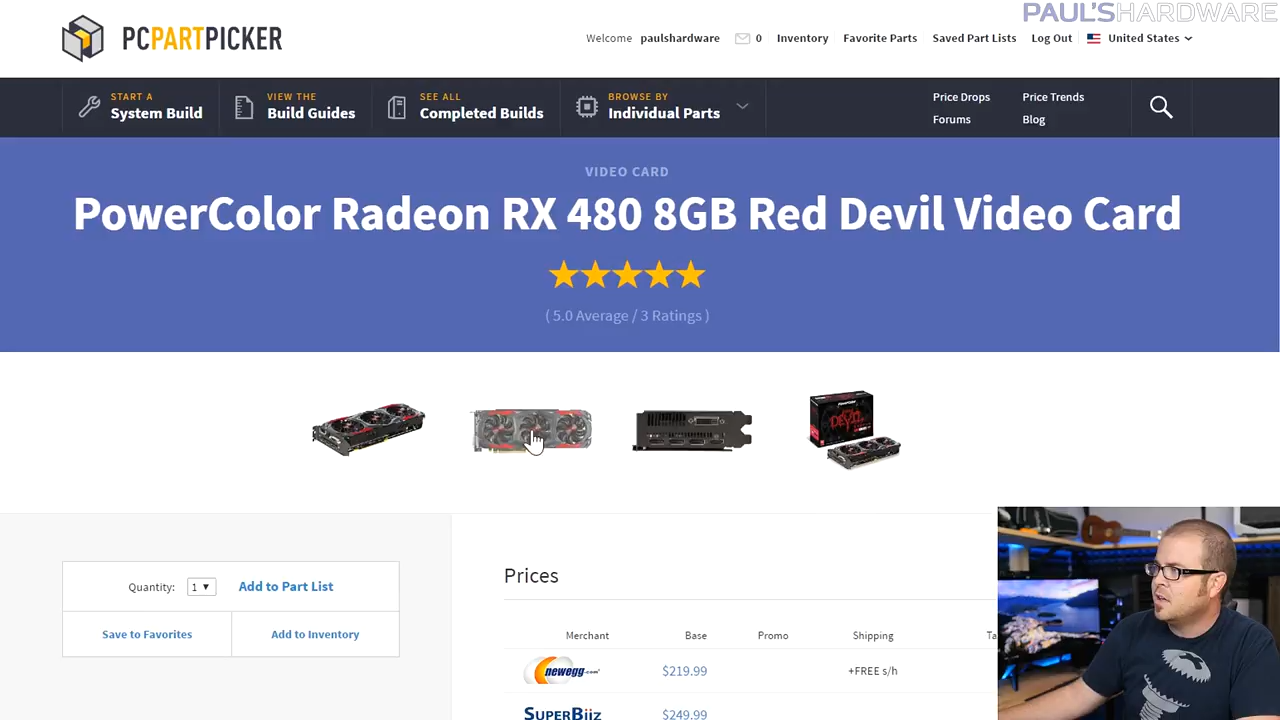 PAUL'SHARDWARE
PCPARTPICKER
Welcome paulshardware 0 Inventory Favorite Parts Saved Part Lists Log Out United States
START A
System Build
VIEW THE
Build Guides
SEE ALL
Completed Builds
BROWSE BY
Individual Parts
Price Drops
Price Trends
Forums
Blog
VIDEO CARD
PowerColor Radeon RX 480 8GB Red Devil Video Card
( 5.0 Average / 3 Ratings )
DEVIL
Quantity: 1 Add to Part List
Save to Favorites
Add to Inventory
Prices
Merchant Base Promo Shipping Ta
newegg.com $219.99 +FREE s/h
SUPERBIIZ $249.99